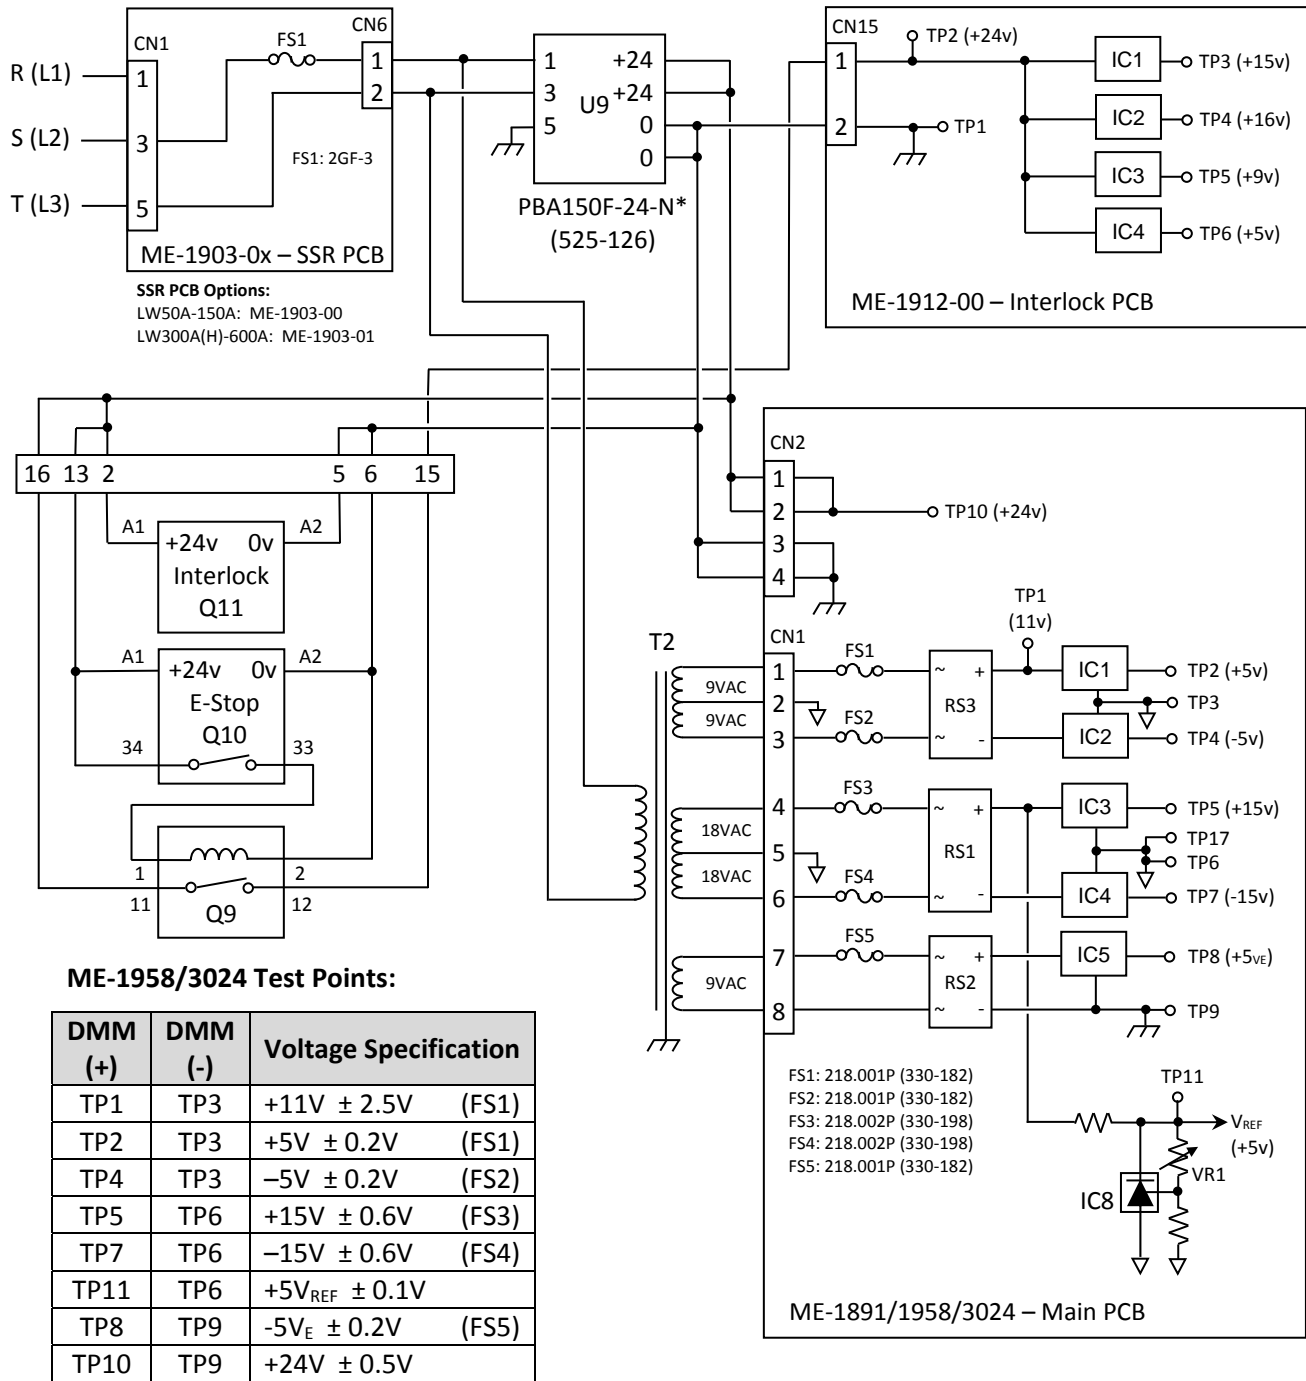 CN1
FS1
CN6
R (L1)
S (L2)
T (L3)
1
3
5
1
2
FS1: 2GF-3
ME-1903-0x – SSR PCB
SSR PCB Options:
LW50A-150A: ME-1903-00
LW300A(H)-600A: ME-1903-01
1
3
5
U9
+24
+24
0
0
PBA150F-24-N*
(525-126)
CN15
1
2
TP2 (+24v)
TP1
IC1
TP3 (+15v)
IC2
TP4 (+16v)
IC3
TP5 (+9v)
IC4
TP6 (+5v)
ME-1912-00 – Interlock PCB
16 13 2 5 6 15
A1
+24v 0v
A2
Interlock
Q11
A1
+24v 0v
A2
E-Stop
Q10
34
33
1
2
11
12
Q9
CN2
1
2
3
4
TP10 (+24v)
T2
9VAC
9VAC
18VAC
18VAC
9VAC
CN1
1
2
3
4
5
6
7
8
FS1
FS2
FS3
FS4
FS5
~ +
RS3
~ -
~ +
RS1
~ -
~ +
RS2
~ -
TP1
(11v)
IC1
TP2 (+5v)
TP3
IC2
TP4 (-5v)
IC3
TP5 (+15v)
TP17
TP6
IC4
TP7 (-15v)
IC5
TP8 (+5VE)
TP9
FS1: 218.001P (330-182)
FS2: 218.001P (330-182)
FS3: 218.002P (330-198)
FS4: 218.002P (330-198)
FS5: 218.001P (330-182)
TP11
VREF
(+5v)
VR1
IC8
ME-1891/1958/3024 – Main PCB
ME-1958/3024 Test Points:
DMM (+) DMM (-) Voltage Specification
TP1 TP3 +11V ± 2.5V (FS1)
TP2 TP3 +5V ± 0.2V (FS1)
TP4 TP3 –5V ± 0.2V (FS2)
TP5 TP6 +15V ± 0.6V (FS3)
TP7 TP6 –15V ± 0.6V (FS4)
TP11 TP6 +5VREF ± 0.1V
TP8 TP9 -5VE ± 0.2V (FS5)
TP10 TP9 +24V ± 0.5V